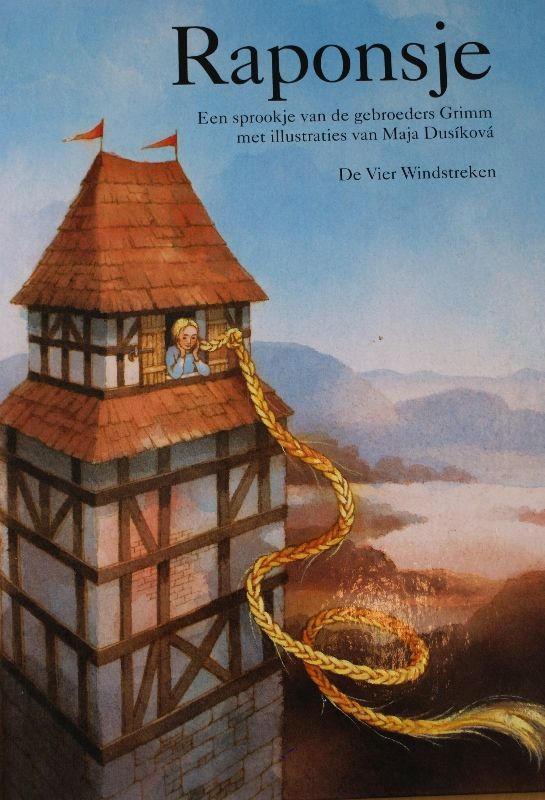 Raponsje
Een sprookje van de gebroeders Grimm
met illustraties van Maja Dusíková
De Vier Windstreken